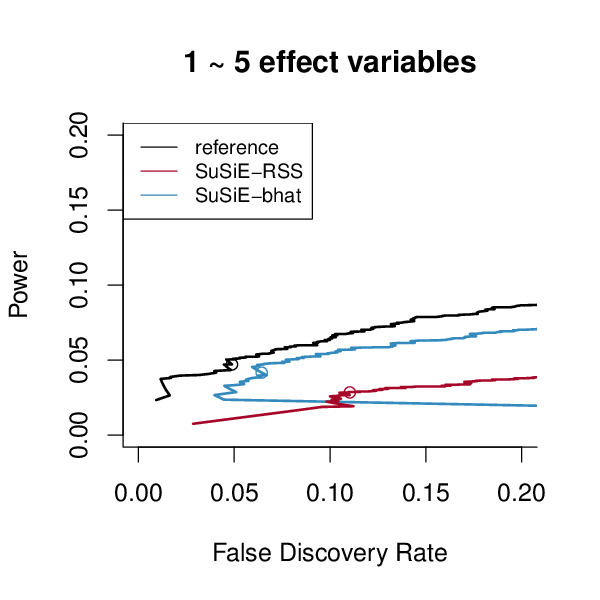 1 ~ 5 effect variables
reference
SuSiE−RSS
SuSiE−bhat
Power
0.20
0.15
0.10
0.05
0.00
0.00 0.05 0.10 0.15 0.20
False Discovery Rate